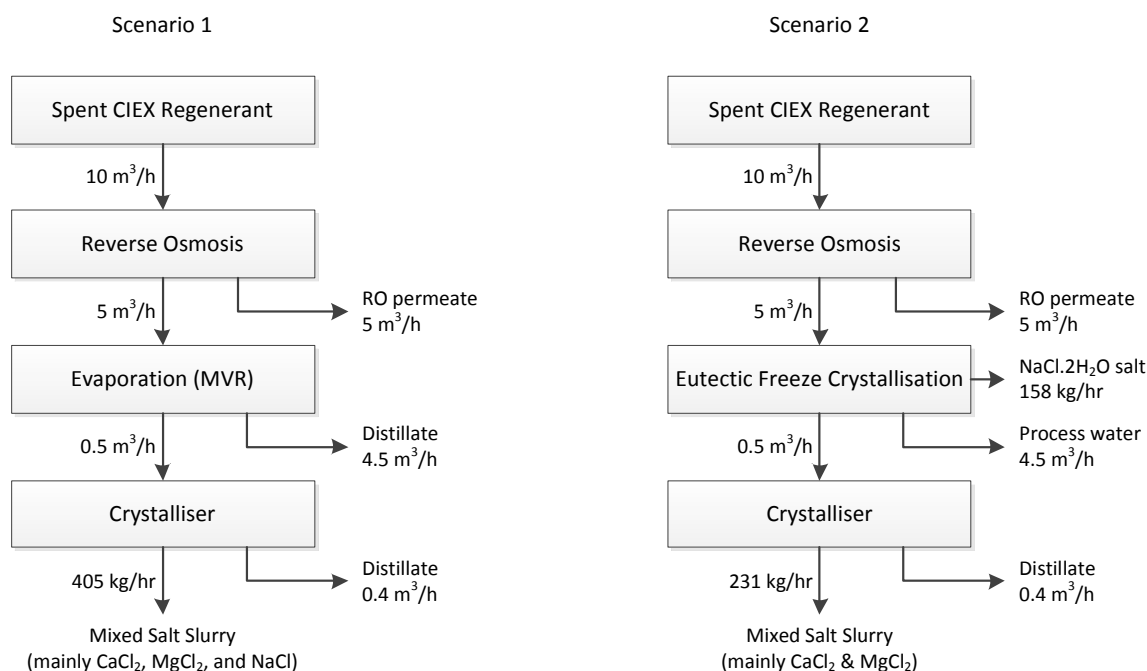 Scenario 1
Spent CIEX Regenerant
10 m³/h
Reverse Osmosis
5 m³/h
RO permeate
5 m³/h
Evaporation (MVR)
0.5 m³/h
Distillate
4.5 m³/h
Crystalliser
405 kg/hr
Distillate
0.4 m³/h
Mixed Salt Slurry
(mainly CaCl₂, MgCl₂, and NaCl)
Scenario 2
Spent CIEX Regenerant
10 m³/h
Reverse Osmosis
5 m³/h
RO permeate
5 m³/h
Eutectic Freeze Crystallisation
NaCl.2H₂O salt
158 kg/hr
0.5 m³/h
Process water
4.5 m³/h
Crystalliser
231 kg/hr
Distillate
0.4 m³/h
Mixed Salt Slurry
(mainly CaCl₂ & MgCl₂)